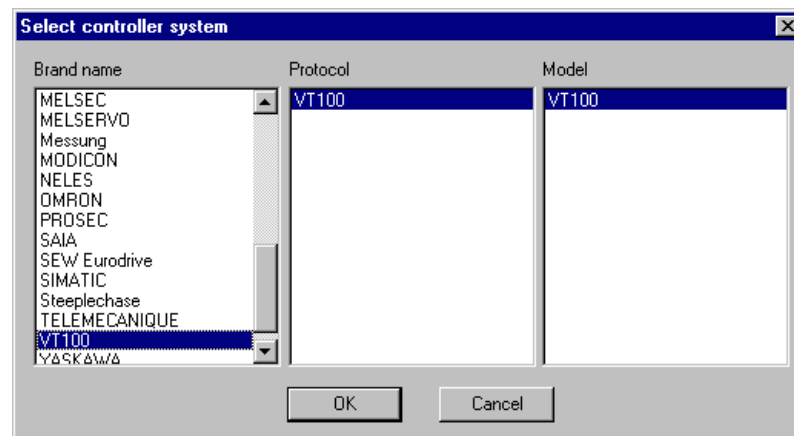 Select controller system
Brand name
Protocol
Model
MELSEC
MELSERVO
Messung
MODICON
NELES
OMRON
PROSEC
SAIA
SEW Eurodrive
SIMATIC
Steeplechase
TELEMECANIQUE
VT100
YASKAWA
VT100
VT100
OK
Cancel